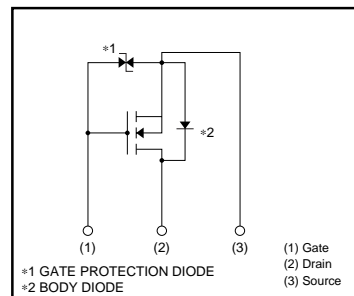 *1
*2
(1) (2) (3)
(1) Gate
(2) Drain
(3) Source
*1 GATE PROTECTION DIODE
*2 BODY DIODE